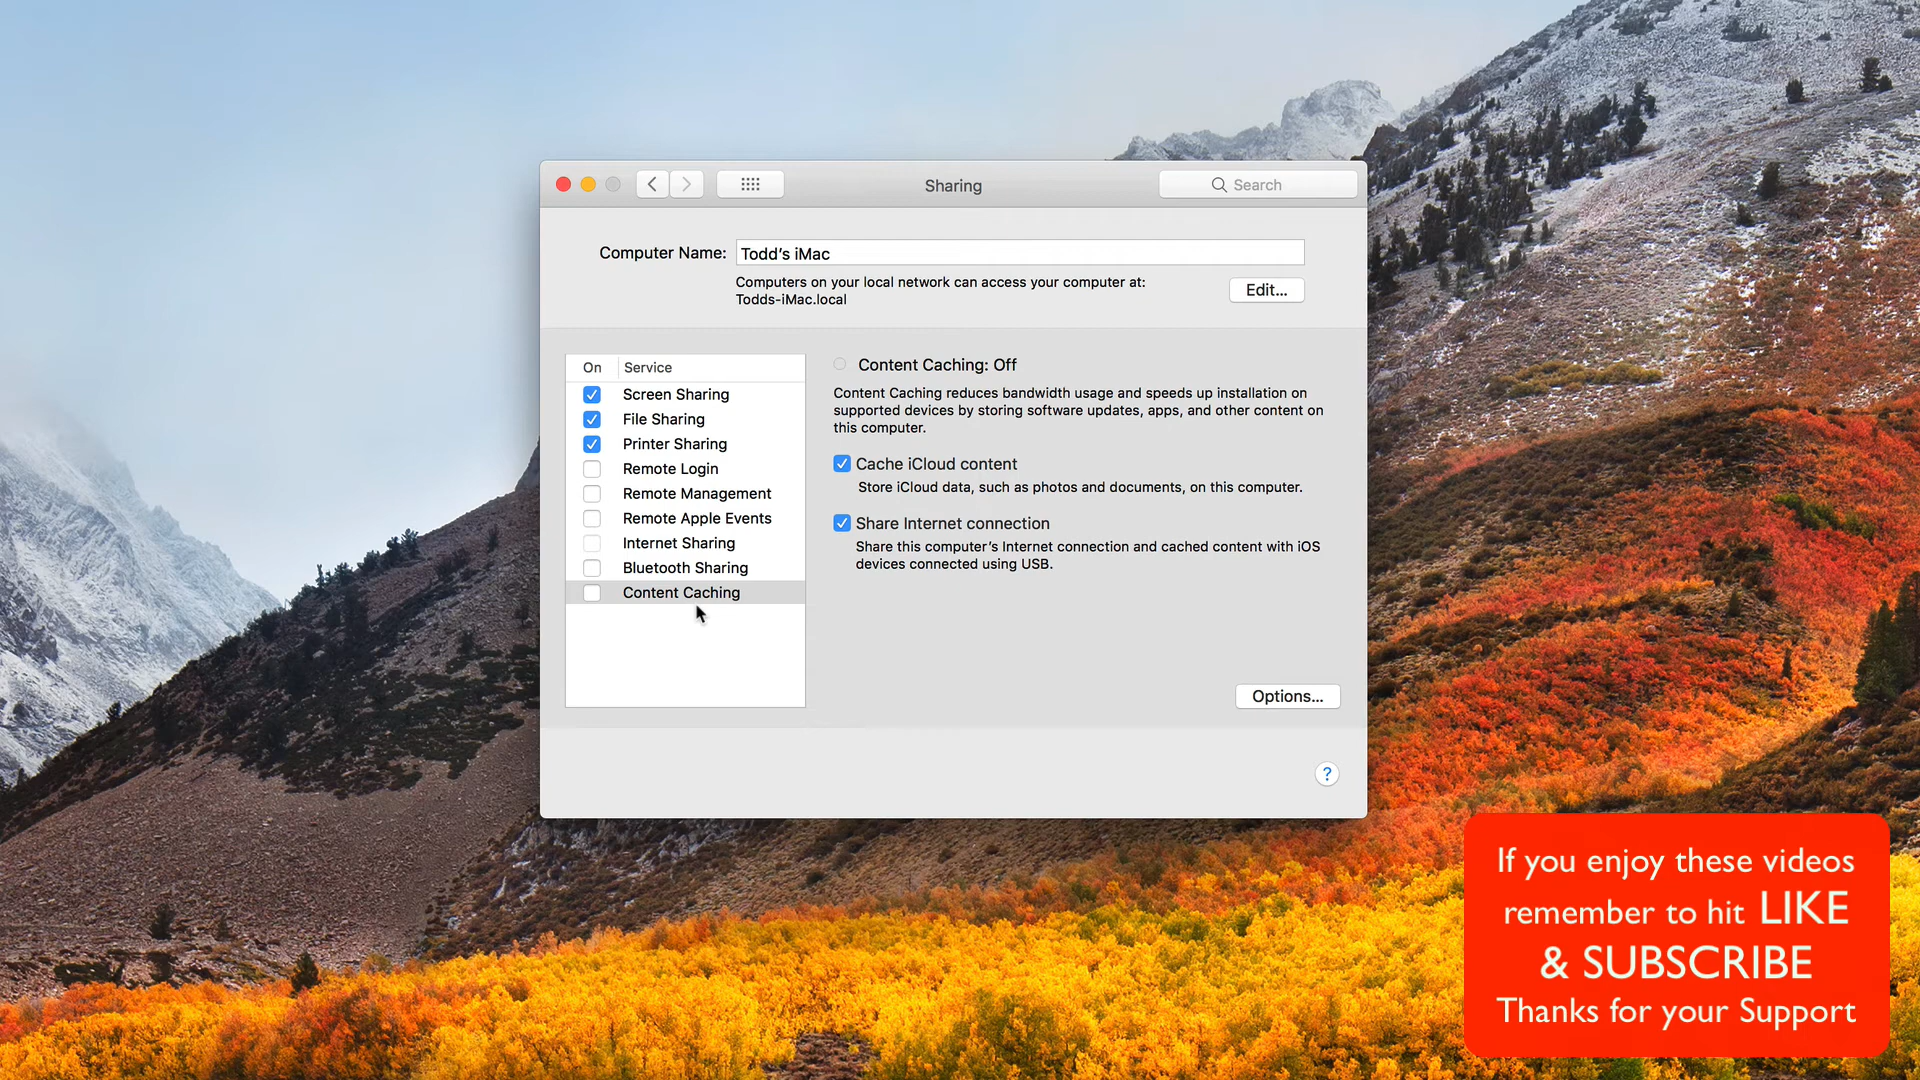 Sharing
Search
Computer Name: Todd’s iMac
Computers on your local network can access your computer at:
Todds-iMac.local
Edit...
On Service
Screen Sharing
File Sharing
Printer Sharing
Remote Login
Remote Management
Remote Apple Events
Internet Sharing
Bluetooth Sharing
Content Caching
Content Caching: Off
Content Caching reduces bandwidth usage and speeds up installation on
supported devices by storing software updates, apps, and other content on
this computer.
Cache iCloud content
Store iCloud data, such as photos and documents, on this computer.
Share Internet connection
Share this computer’s Internet connection and cached content with iOS
devices connected using USB.
Options...
?
If you enjoy these videos
remember to hit LIKE
& SUBSCRIBE
Thanks for your Support